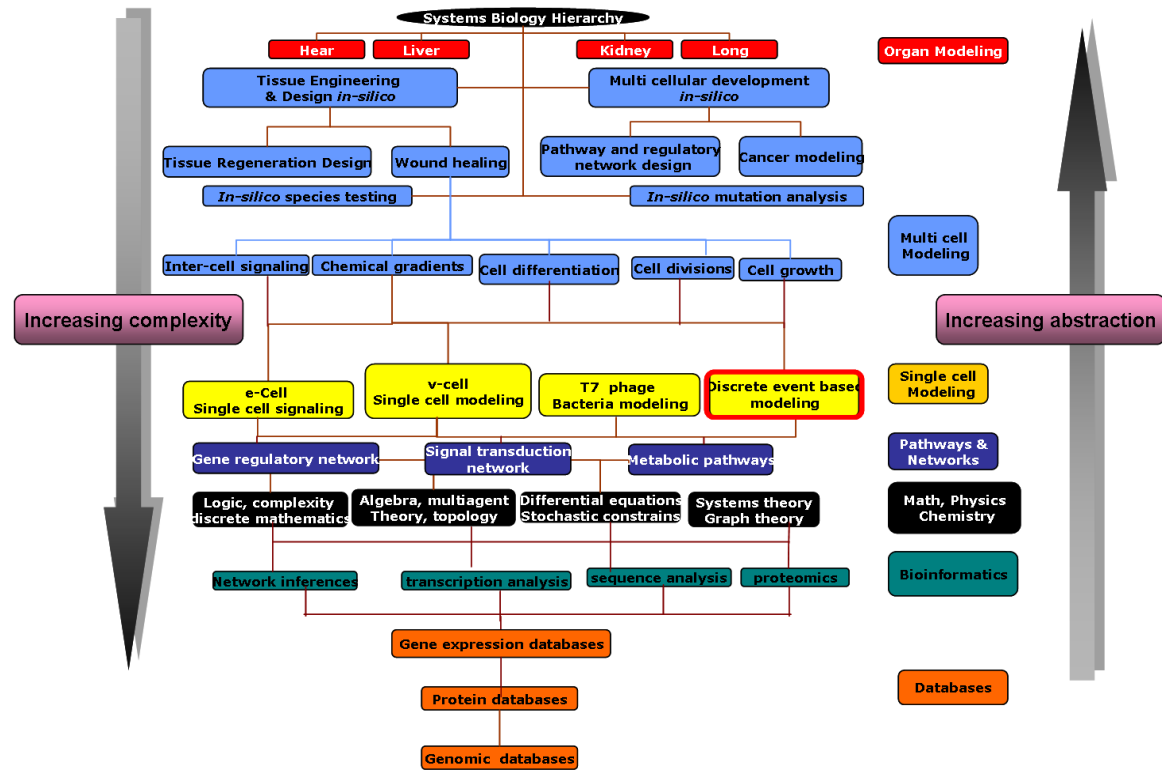 Systems Biology Hierarchy
Hear
Liver
Kidney
Long
Organ Modeling
Tissue Engineering
& Design in-silico
Multi cellular development
in-silico
Tissue Regeneration Design
Wound healing
Pathway and regulatory
network design
Cancer modeling
In-silico species testing
In-silico mutation analysis
Multi cell
Modeling
Inter-cell signaling
Chemical gradients
Cell differentiation
Cell divisions
Cell growth
Increasing complexity
Increasing abstraction
e-Cell
Single cell signaling
v-cell
Single cell modeling
T7 phage
Bacteria modeling
Discrete event based
modeling
Single cell
Modeling
Gene regulatory network
Signal transduction
network
Metabolic pathways
Pathways &
Networks
Logic, complexity
discrete mathematics
Algebra, multiagent
Theory, topology
Differential equations
Stochastic constrains
Systems theory
Graph theory
Math, Physics
Chemistry
Network inferences
transcription analysis
sequence analysis
proteomics
Bioinformatics
Gene expression databases
Protein databases
Databases
Genomic databases